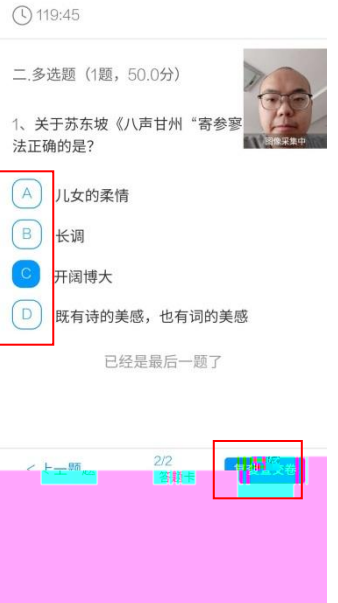 119:45
二.多选题（1题，50.0分）
1、关于苏东坡《八声甘州“寄参寥
法正确的是？
图像采集中
A 儿女的柔情
B 长调
C 开阔博大
D 既有诗的美感，也有词的美感
已经是最后一题了
2/2